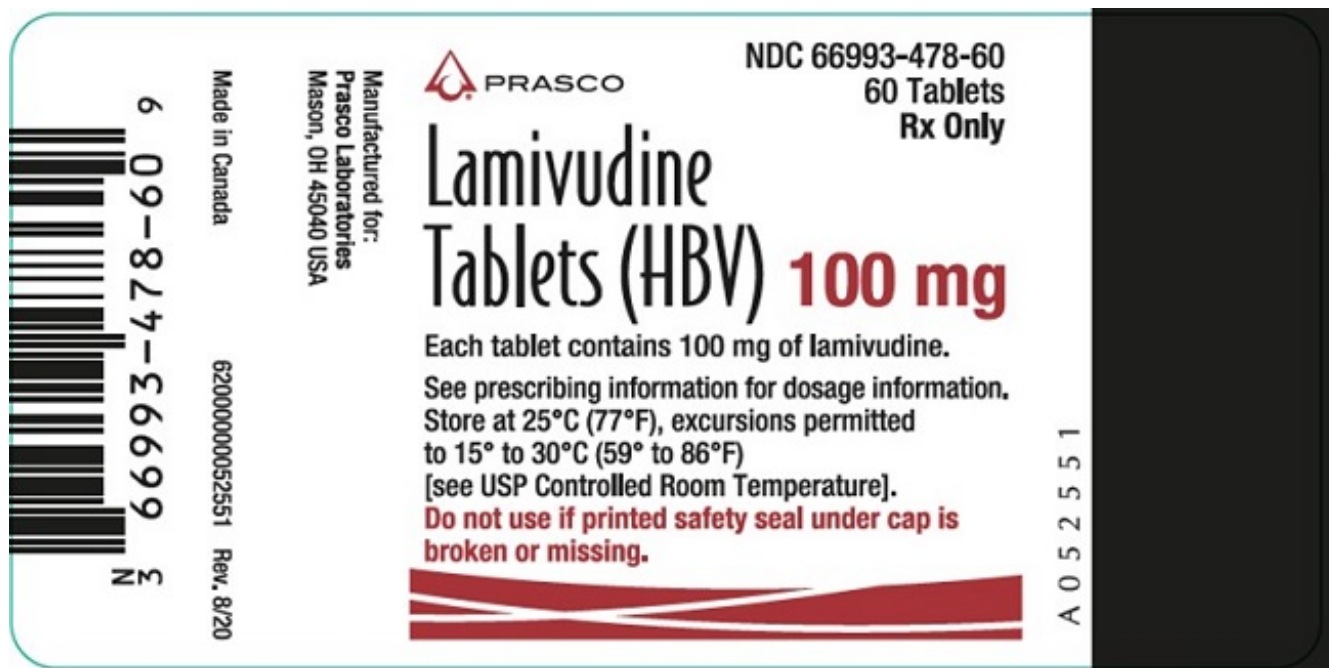 PRASCO
NDC 66993-478-60
60 Tablets
Rx Only
Lamivudine
Tablets (HBV) 100 mg
Each tablet contains 100 mg of lamivudine.
See prescribing information for dosage information.
Store at 25°C (77°F), excursions permitted
to 15° to 30°C (59° to 86°F)
[see USP Controlled Room Temperature].
Do not use if printed safety seal under cap is
broken or missing.
Manufactured for:
Prasco Laboratories
Mason, OH 45040 USA
Made in Canada
62000000052551 Rev. 8/20
N
3 66993-478-60 9
A052551